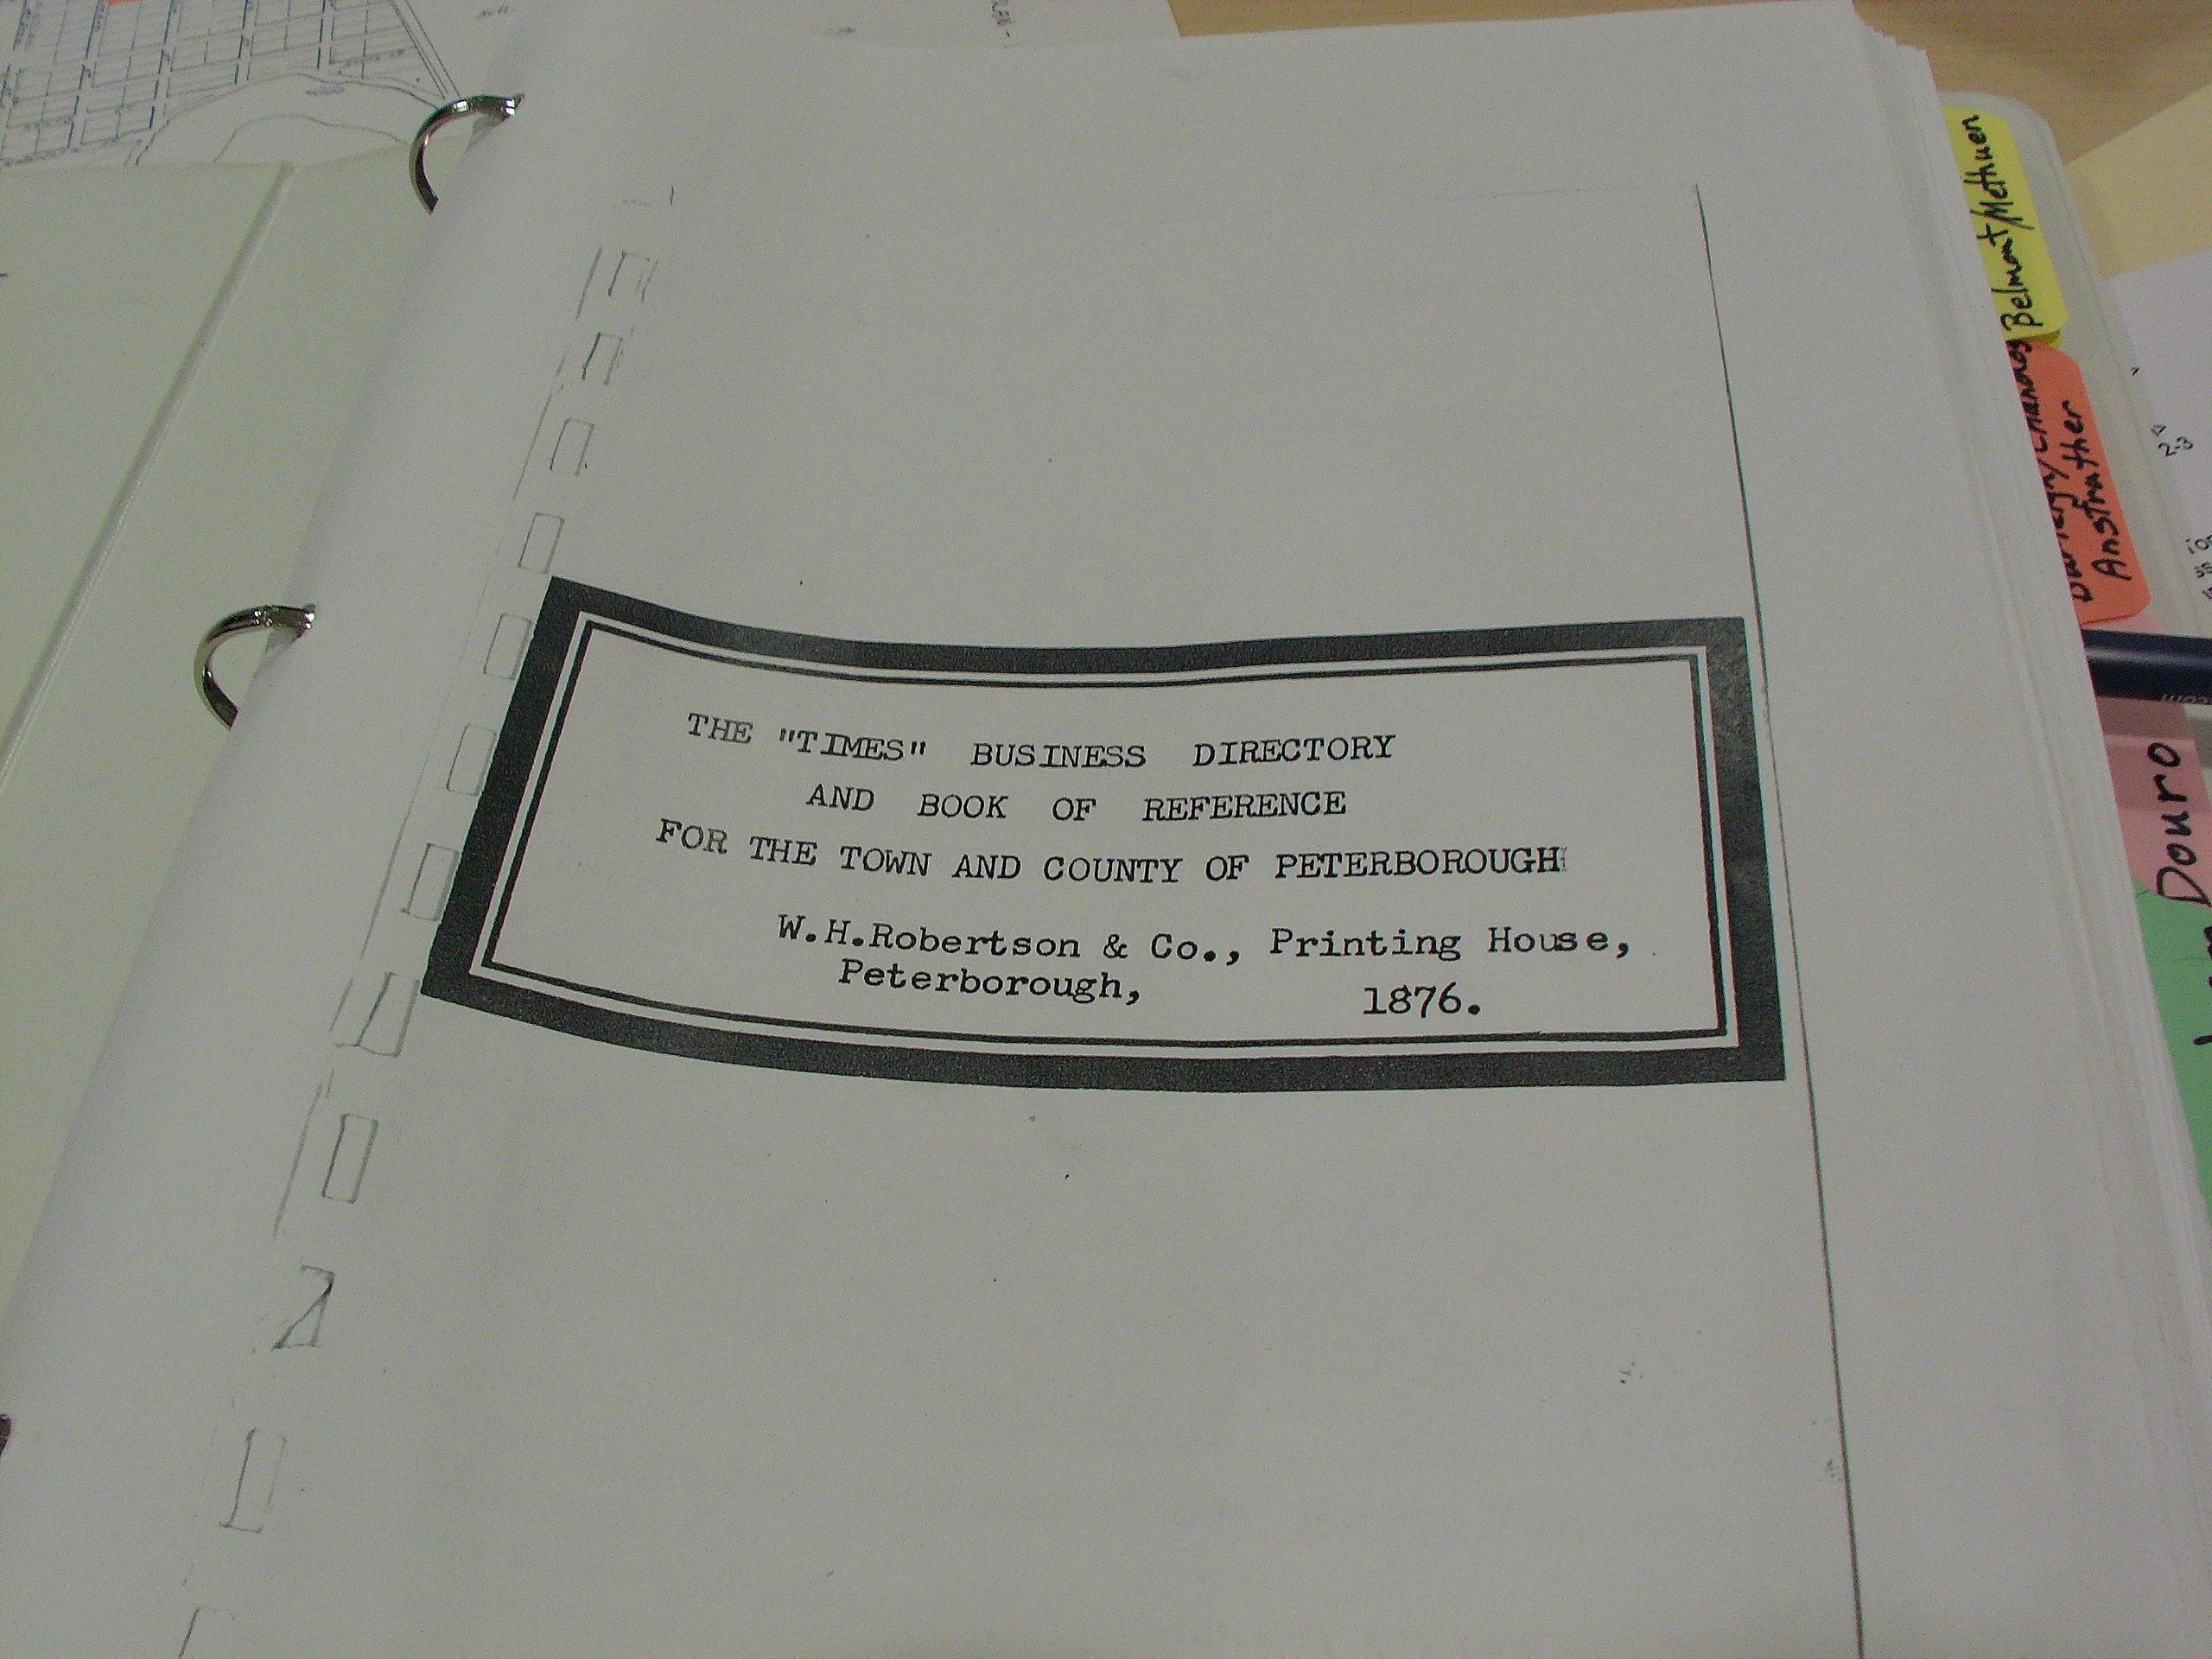 THE "TIMES" BUSINESS DIRECTORY
AND BOOK OF REFERENCE
FOR THE TOWN AND COUNTY OF PETERBOROUGH
W.H.Robertson & Co., Printing House,
Peterborough, 1876.
Belmont/Methuen
Anstruther
Douro